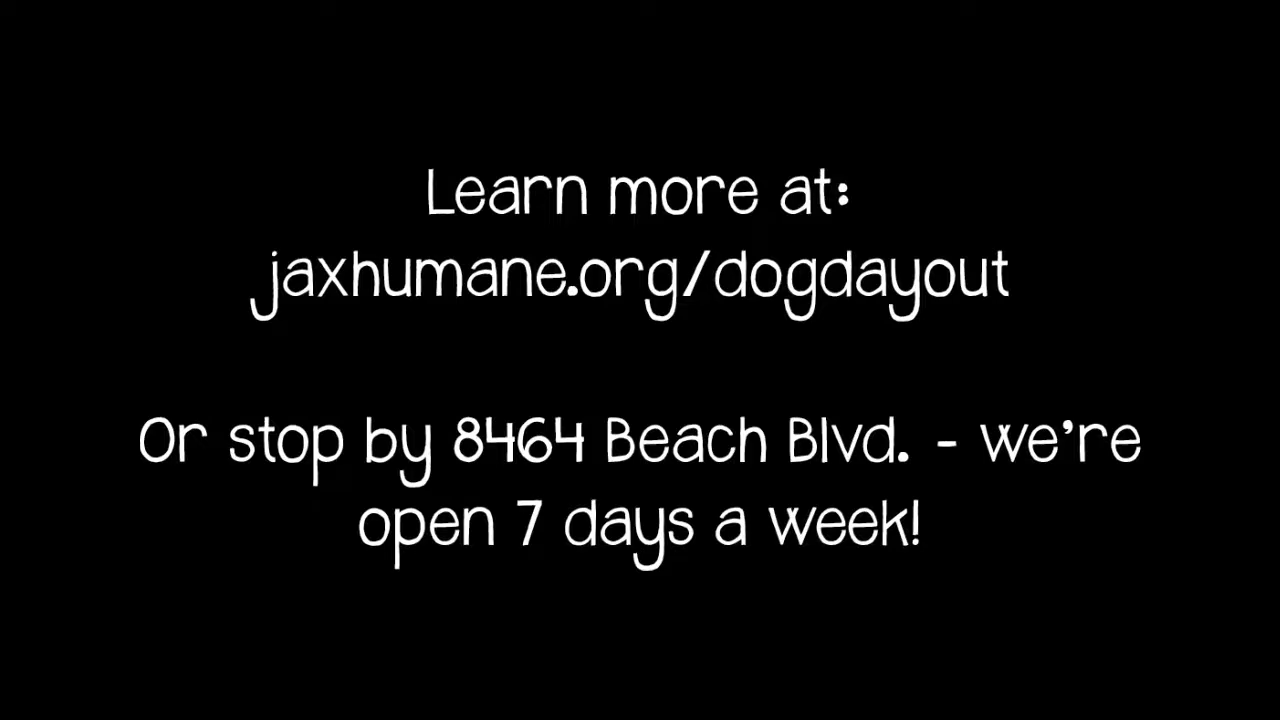 Learn more at:
jaxhumane.org/dogdayout
Or stop by 8464 Beach Blvd. - we're
open 7 days a week!